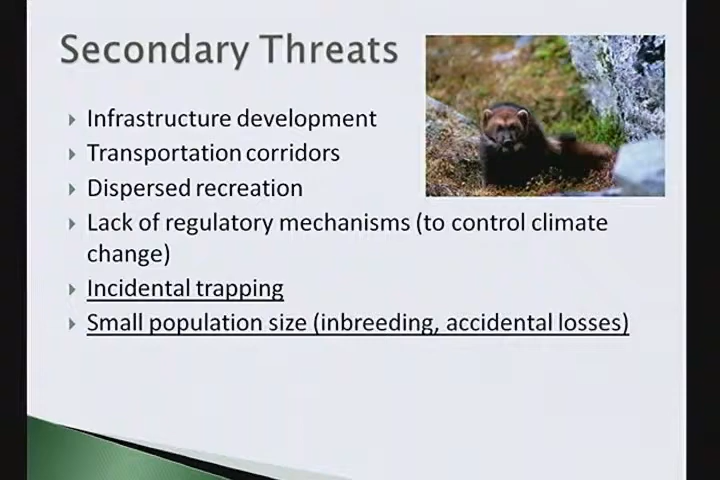 Secondary Threats
Infrastructure development
Transportation corridors
Dispersed recreation
Lack of regulatory mechanisms (to control climate
change)
Incidental trapping
Small population size (inbreeding, accidental losses)